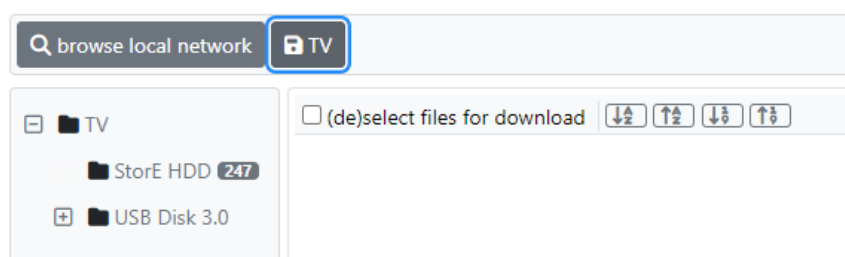 browse local network TV
TV
(de)select files for download
StorE HDD 247
USB Disk 3.0